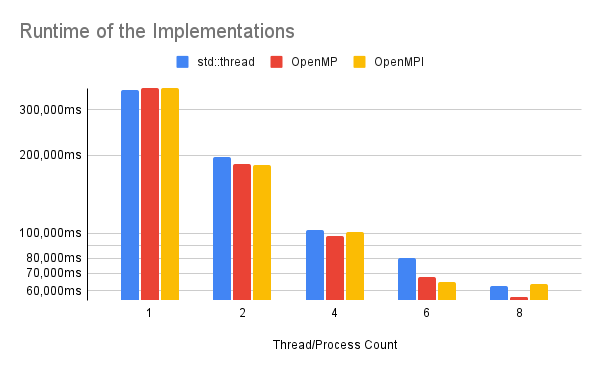 Runtime of the Implementations
std::thread OpenMP OpenMPI
300,000ms
200,000ms
100,000ms
80,000ms
70,000ms
60,000ms
1 2 4 6 8
Thread/Process Count